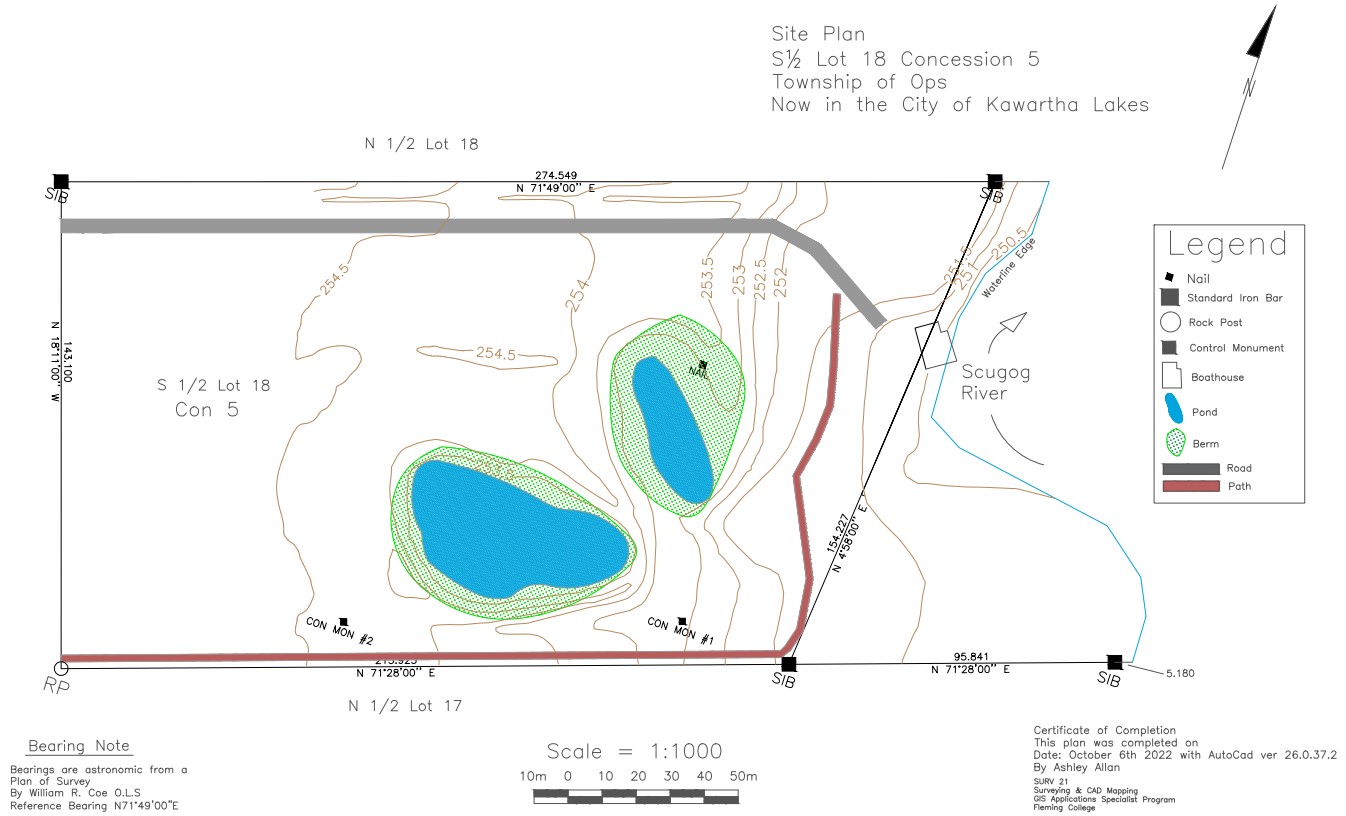 Site Plan
S½ Lot 18 Concession 5
Township of Ops
Now in the City of Kawartha Lakes
N
N 1/2 Lot 18
SIB
274.549
N 71°49'00'' E
SIB
254.5
254
253.5
253
252.5
252
251.5
251
250.5
Waterline Edge
Legend
Nail
Standard Iron Bar
Rock Post
Control Monument
Boathouse
Pond
Berm
Road
Path
143.100
N 18°11'00'' W
254.5
NAIL
S 1/2 Lot 18
Con 5
Scugog
River
154.227
N 4°58'00'' E
CON MON #2
CON MON #1
RP
N 71°28'00'' E
SIB
95.841
N 71°28'00'' E
SIB
5.180
N 1/2 Lot 17
Bearing Note
Bearings are astronomic from a
Plan of Survey
By William R. Coe O.L.S
Reference Bearing N71°49'00''E
Scale = 1:1000
10m 0 10 20 30 40 50m
Certificate of Completion
This plan was completed on
Date: October 6th 2022 with AutoCad ver 26.0.37.2
By Ashley Allan
SURV 21
Surveying & CAD Mapping
GIS Applications Specialist Program
Fleming College